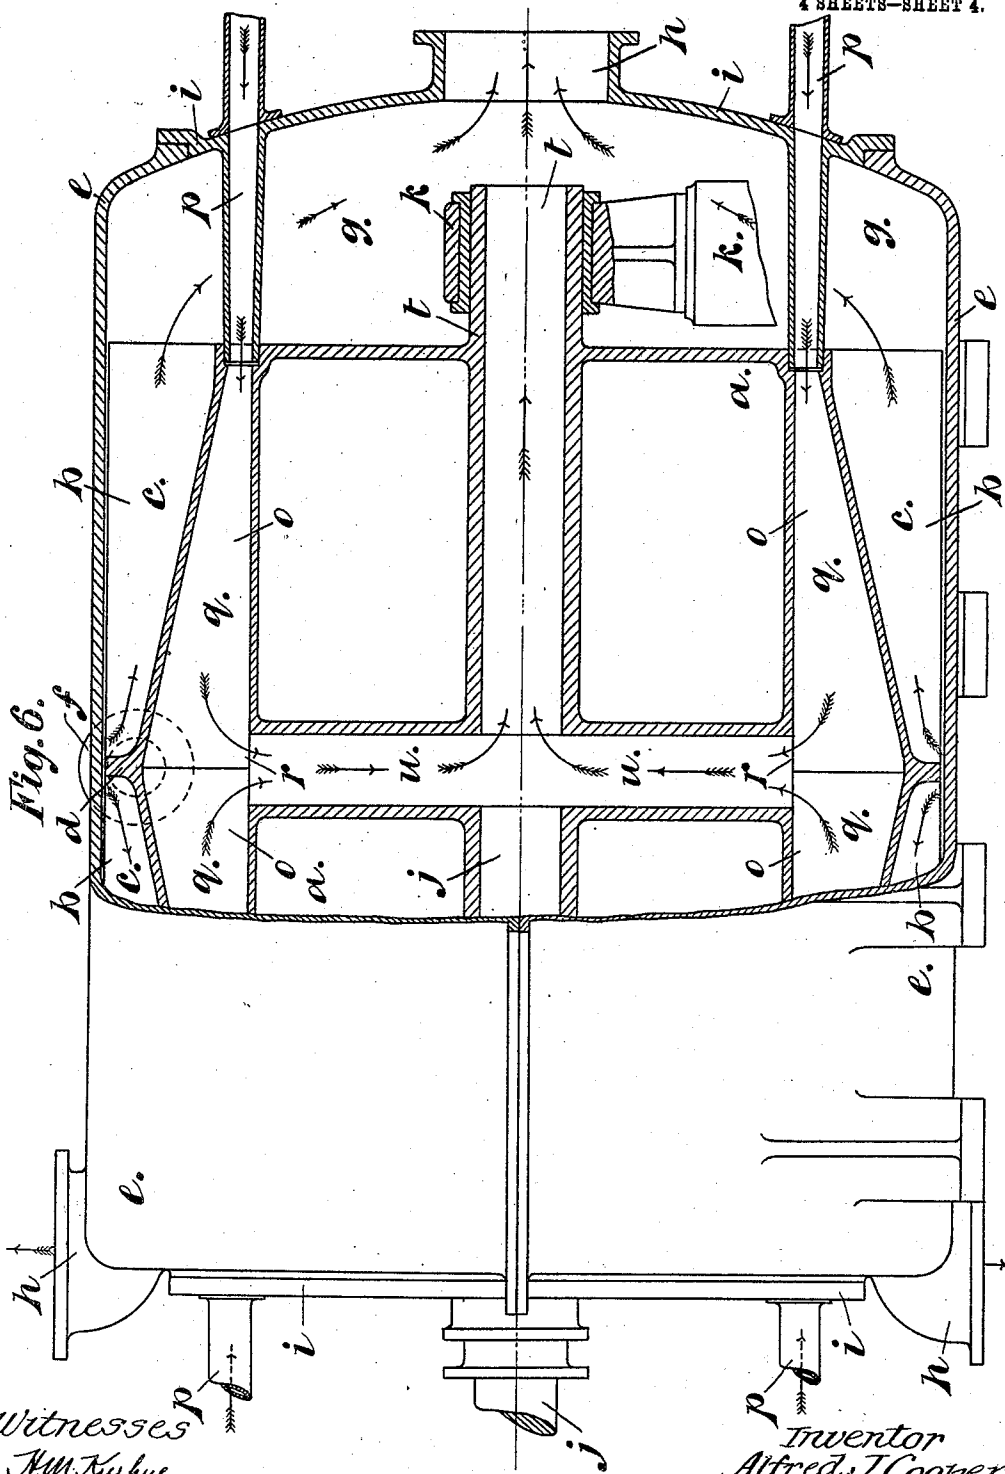 4 SHEETS—SHEET 4.
h
p
i
i
e
p
k
t
g.
g.
k.
e
t
a.
b
c.
c.
b
o
o
q.
q.
Fig. 6.
f
d
r
u.
u.
r
b
c.
q.
o
a.
j
o
q.
b
e.
e.
h
i
i
h
p
p
j
Witnesses
Inventor
Alfred J Cooper